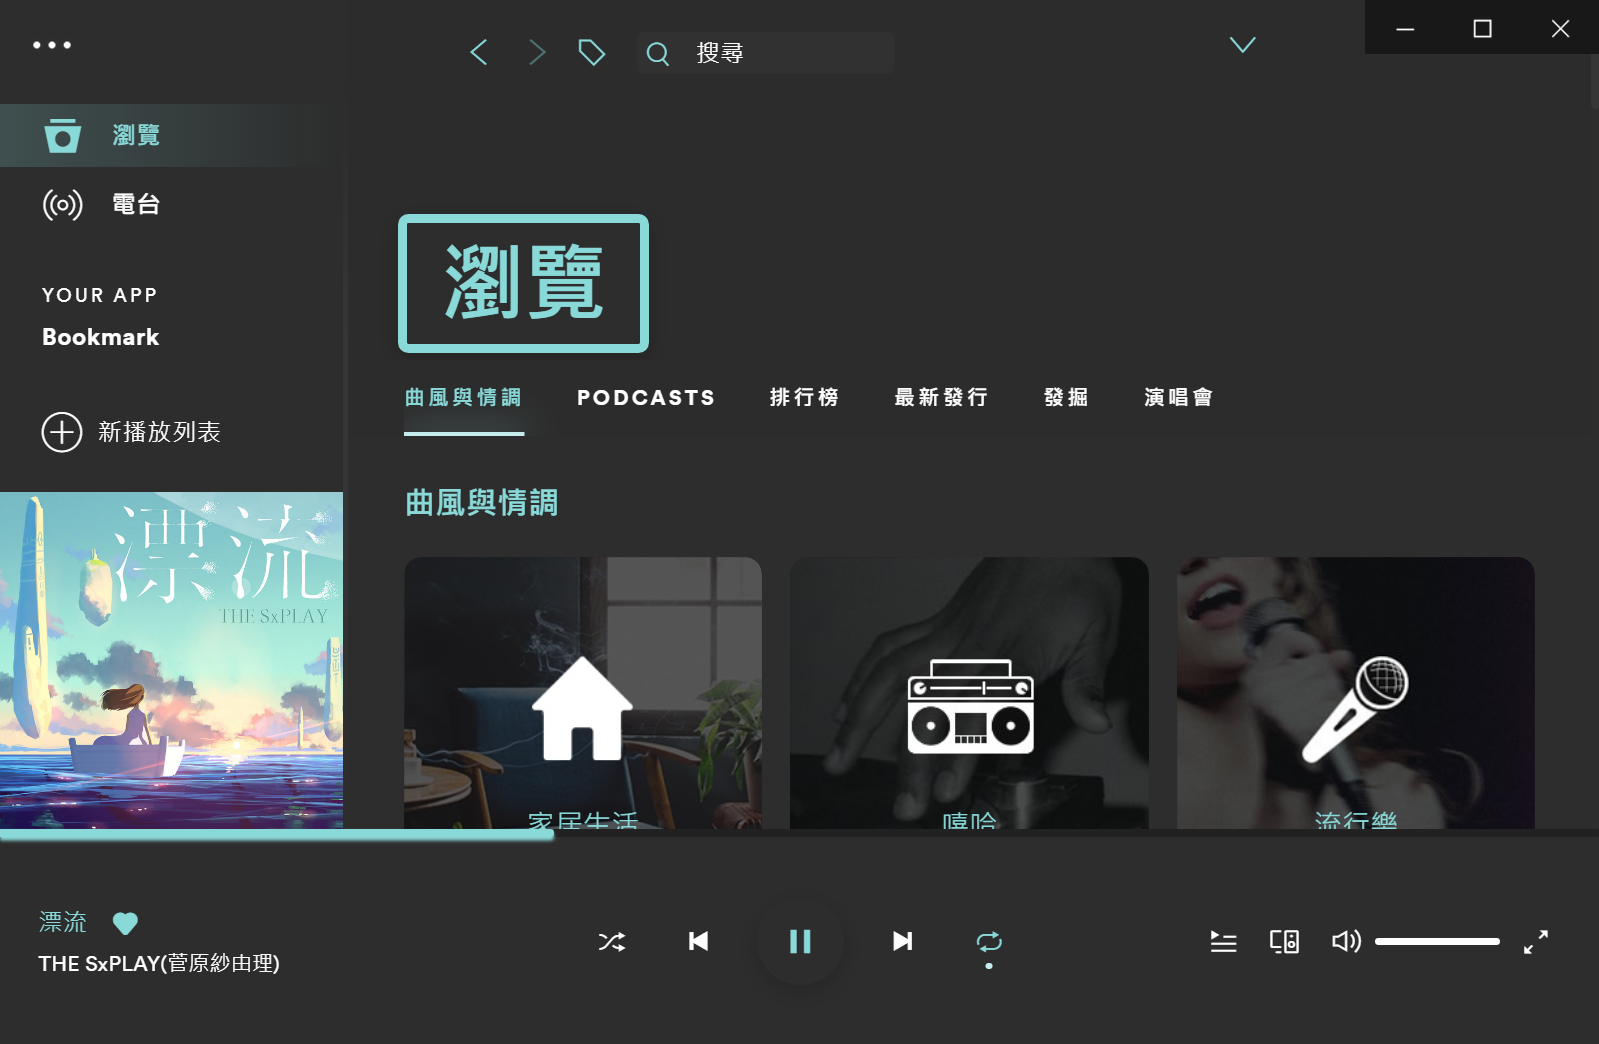 搜尋
瀏覽
電台
YOUR APP
Bookmark
新播放列表
漂流
THE SxPLAY
瀏覽
曲風與情調 PODCASTS 排行榜 最新發行 發掘 演唱會
曲風與情調
家居生活 嘻哈 流行樂
漂流
THE SxPLAY(菅原紗由理)